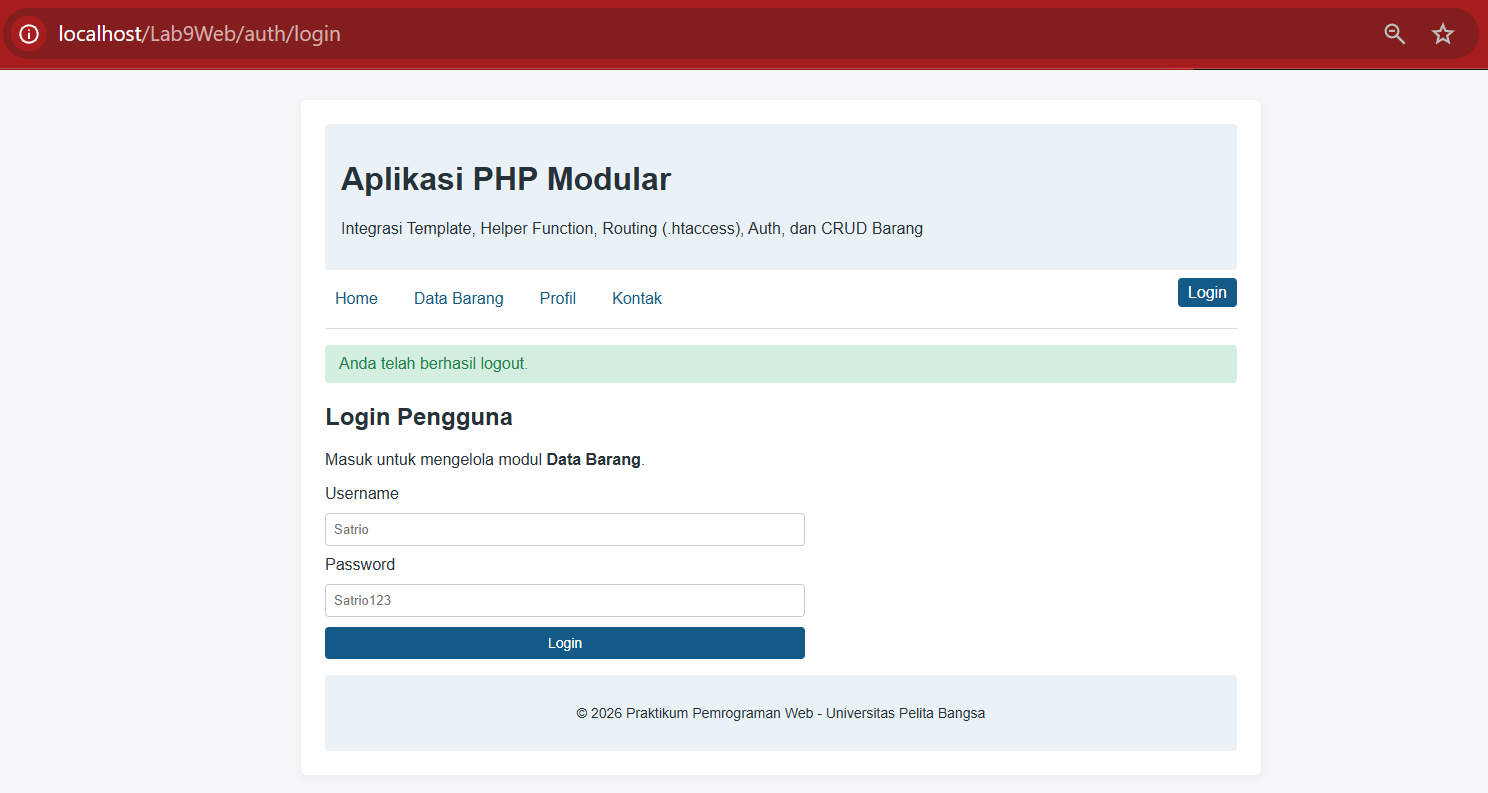 localhost/Lab9Web/auth/login
Aplikasi PHP Modular
Integrasi Template, Helper Function, Routing (.htaccess), Auth, dan CRUD Barang
Home Data Barang Profil Kontak Login
Anda telah berhasil logout.
Login Pengguna
Masuk untuk mengelola modul Data Barang.
Username
Satrio
Password
Satrio123
Login
© 2026 Praktikum Pemrograman Web - Universitas Pelita Bangsa